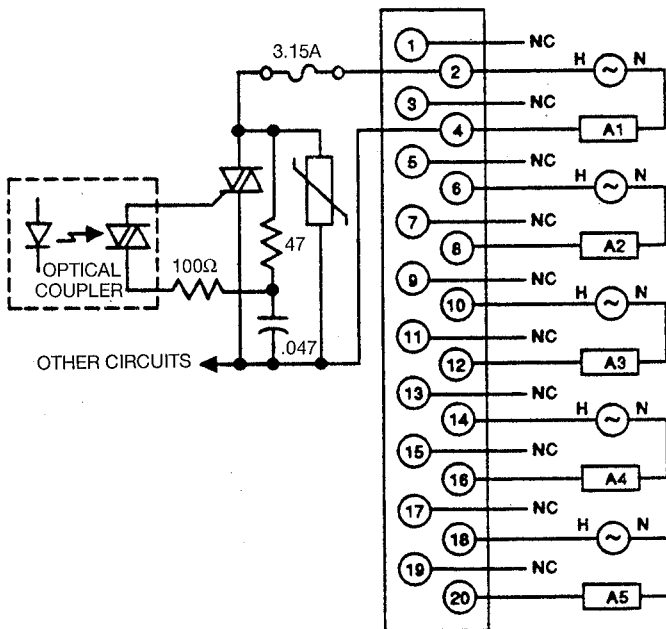 3.15A
1 NC
2 H ~ N
3 NC
4 A1
5 NC
6 H ~ N
7 NC
8 A2
9 NC
10 H ~ N
11 NC
12 A3
13 NC
14 H ~ N
15 NC
16 A4
17 NC
18 H ~ N
19 NC
20 A5
OPTICAL
COUPLER
100Ω
47
.047
OTHER CIRCUITS